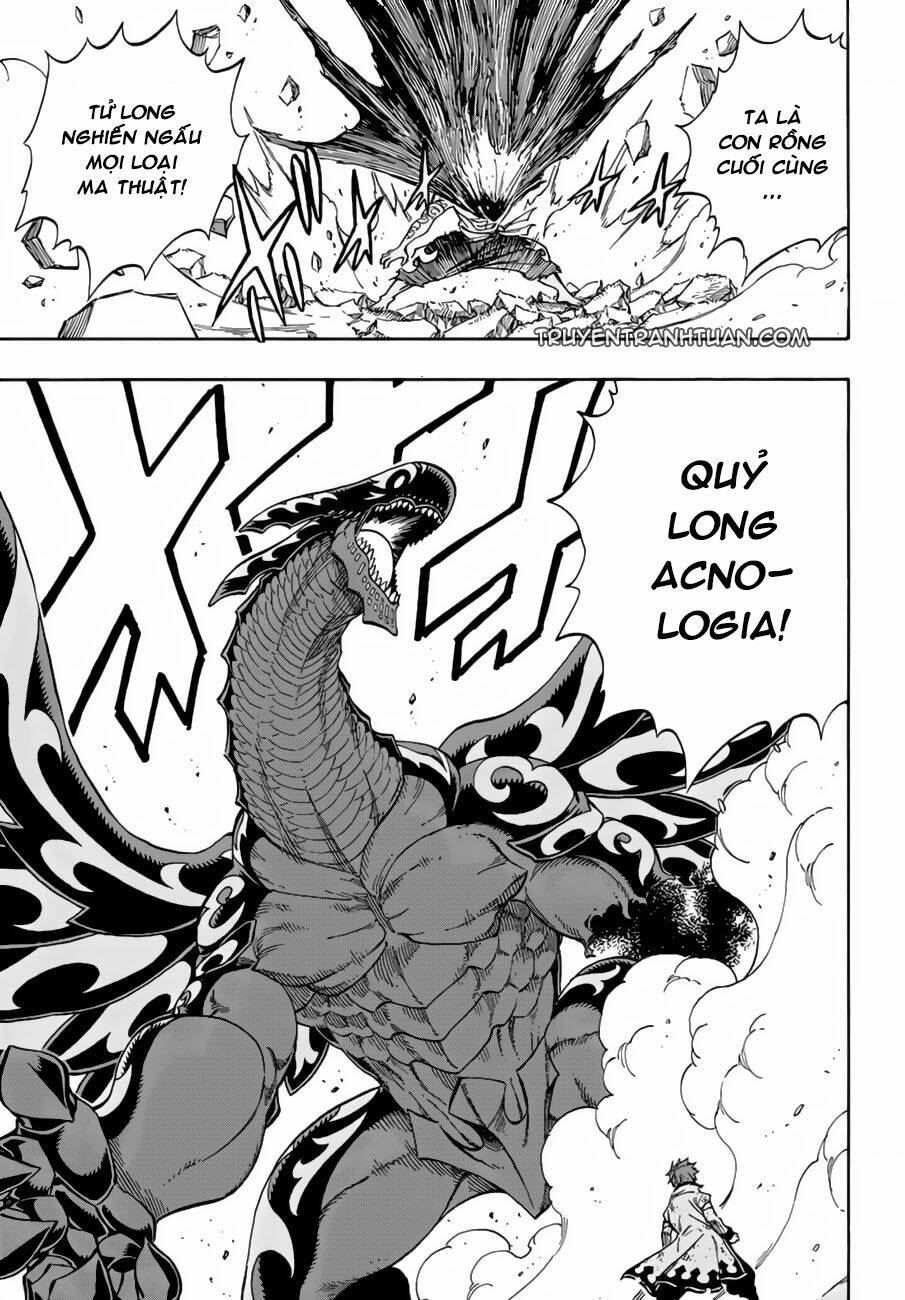 TA LÀ
CON RỒNG
CUỐI CÙNG
...
TỬ LONG
NGHIẾN NGẤU
MỌI LOẠI
MA THUẬT!
TRUYENTRANHTUAN.COM
QUỶ
LONG
ACNO-
LOGIA!